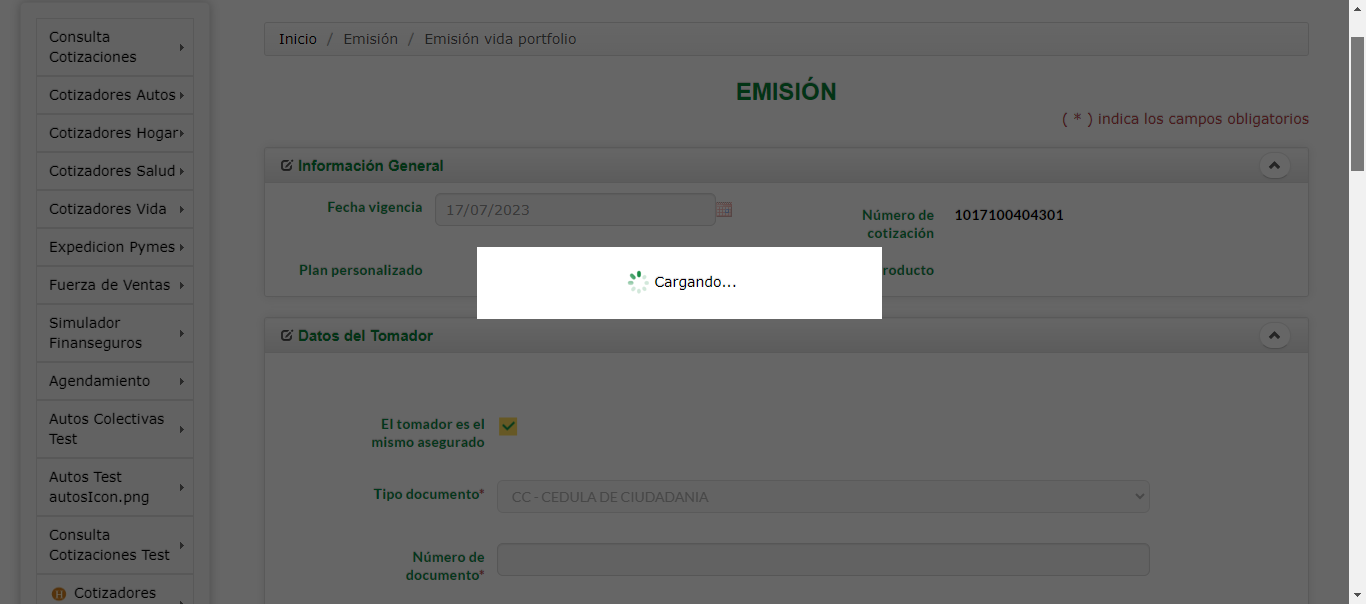 Consulta
Cotizaciones
Cotizadores Autos
Cotizadores Hogar
Cotizadores Salud
Cotizadores Vida
Expedicion Pymes
Fuerza de Ventas
Simulador
Finanseguros
Agendamiento
Autos Colectivas
Test
Autos Test
autosIcon.png
Consulta
Cotizaciones Test
H Cotizadores
Inicio / Emisión / Emisión vida portfolio
EMISIÓN
( * ) indica los campos obligatorios
Información General
Fecha vigencia 17/07/2023
Número de
cotización
1017100404301
Plan personalizado
roducto
Cargando...
Datos del Tomador
El tomador es el
mismo asegurado
Tipo documento* CC - CEDULA DE CIUDADANIA
Número de
documento*